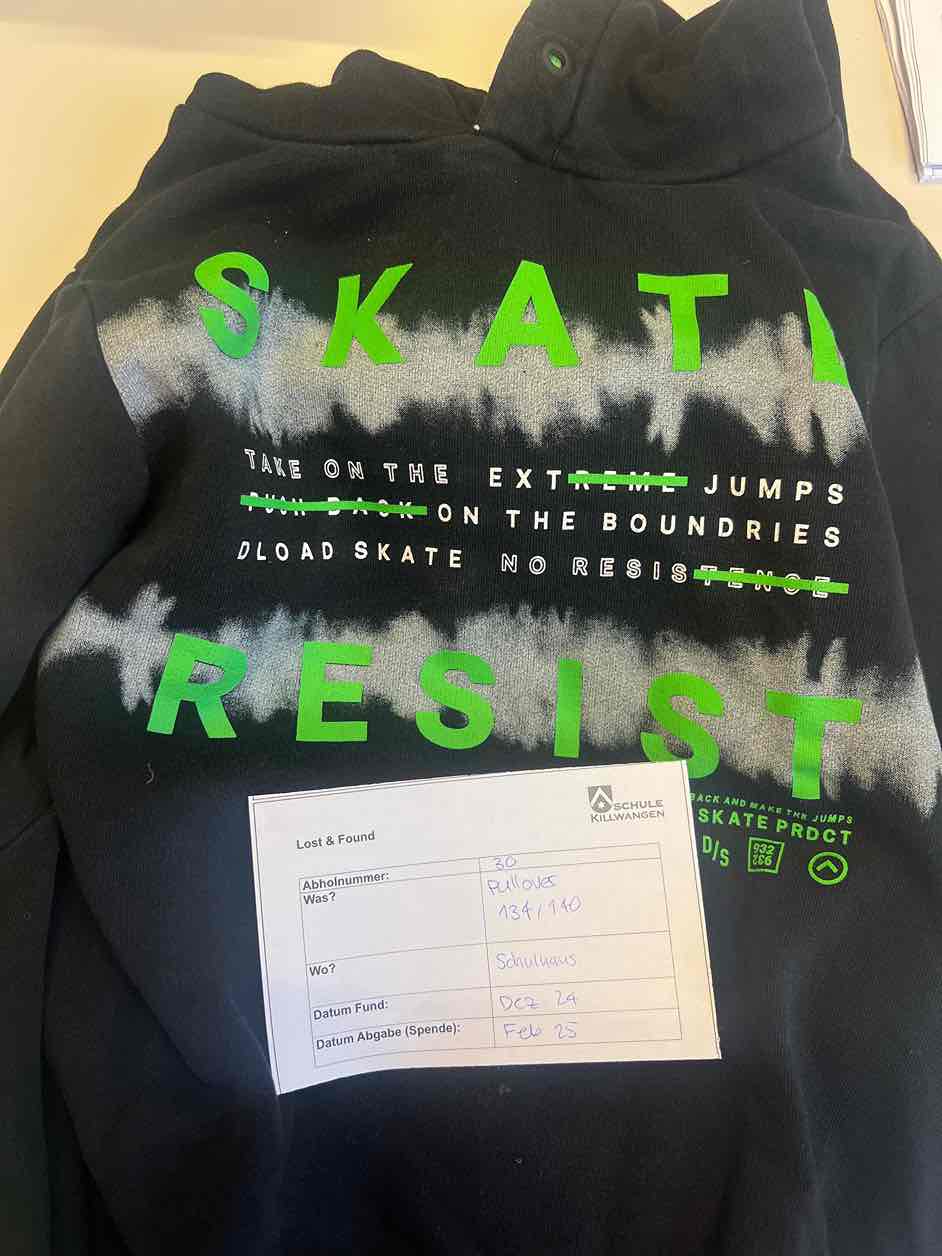 SKATE
TAKE ON THE EXTREME JUMPS
PUSH BACK ON THE BOUNDRIES
DLOAD SKATE NO RESISTENCE
RESIST
BACK AND MAKE THE JUMPS
SKATE PRDCT
D/S 932
SCHULE
KILLWANGEN
Lost & Found
Abholnummer: 30
Was? Pullover
134/140
Wo? Schulhaus
Datum Fund: Dez 24
Datum Abgabe (Spende): Feb 25